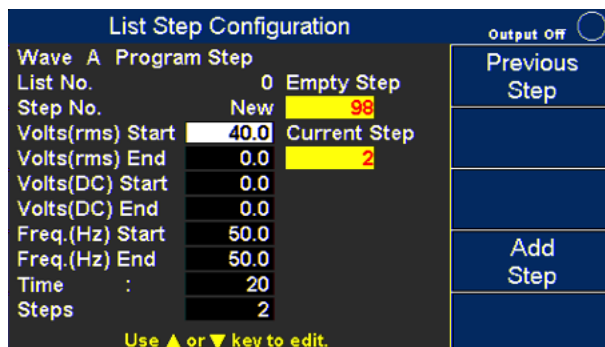 List Step Configuration
Output Off
Wave A Program Step
List No. 0 Empty Step
Step No. New 98
Volts(rms) Start 40.0 Current Step
Volts(rms) End 0.0 2
Volts(DC) Start 0.0
Volts(DC) End 0.0
Freq.(Hz) Start 50.0
Freq.(Hz) End 50.0
Time : 20
Steps 2
Use ▲ or ▼ key to edit.
Previous
Step
Add
Step